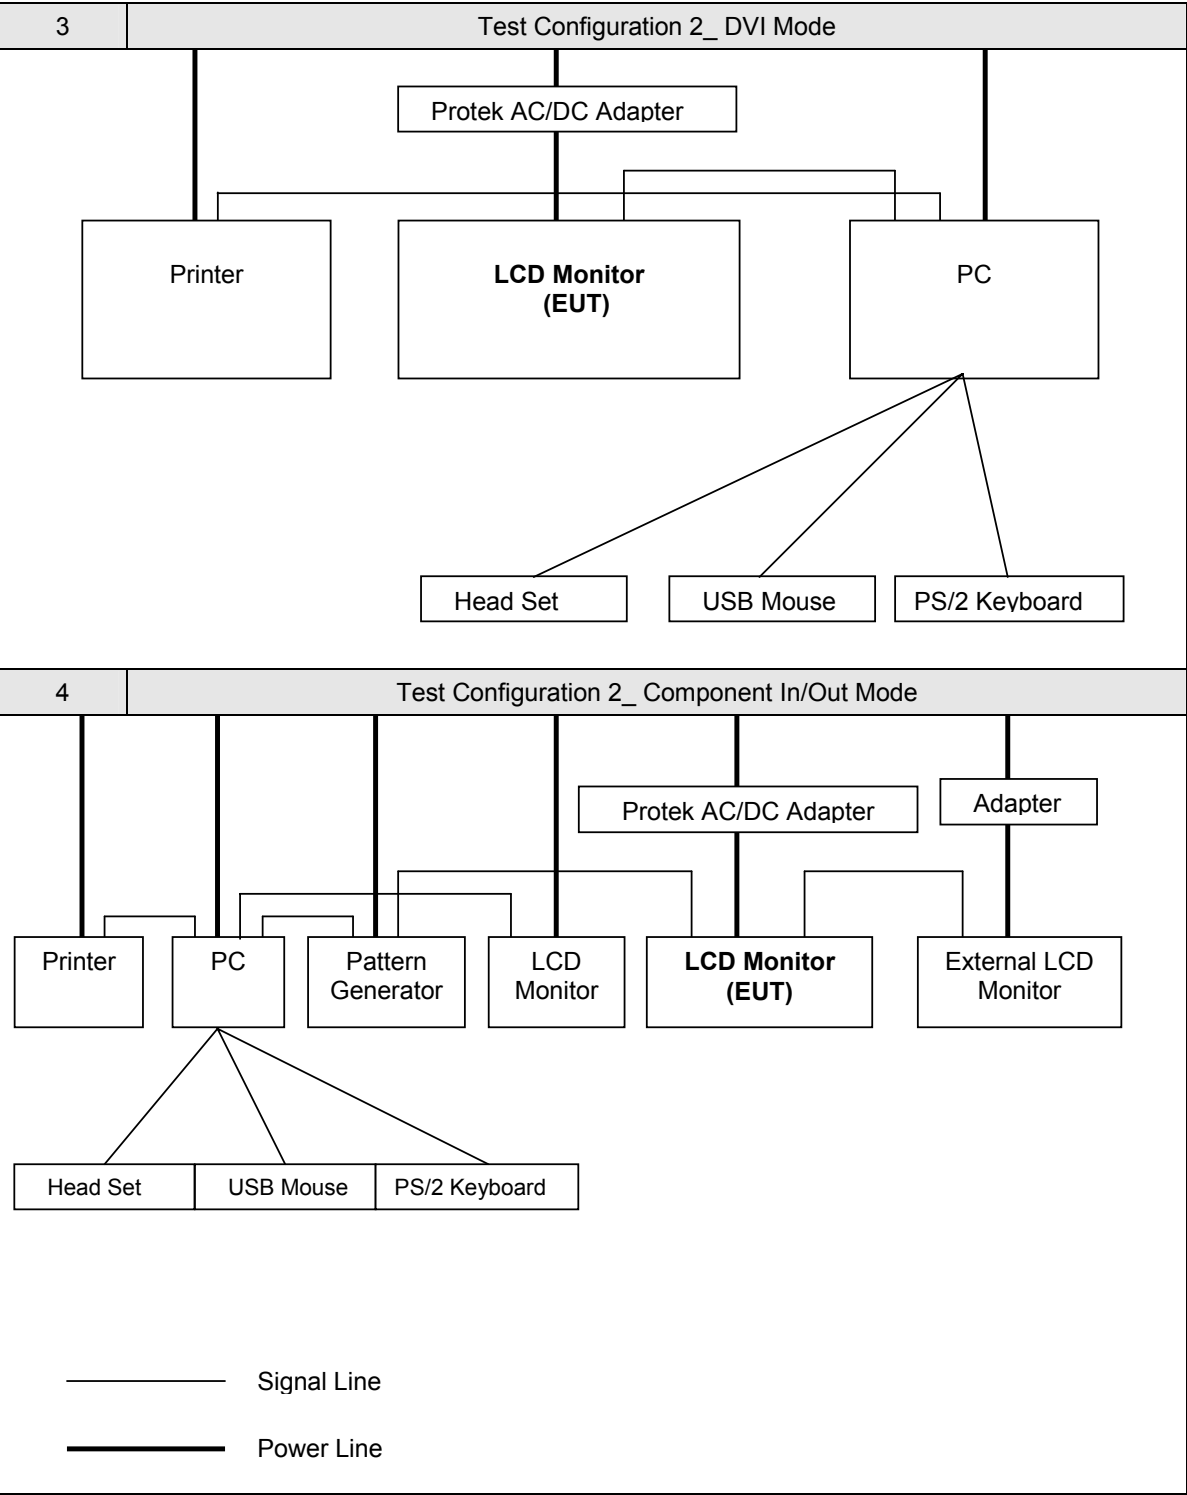 3
Test Configuration 2_ DVI Mode
Protek AC/DC Adapter
Printer
LCD Monitor
(EUT)
PC
Head Set
USB Mouse
PS/2 Keyboard
4
Test Configuration 2_ Component In/Out Mode
Protek AC/DC Adapter
Adapter
Printer
PC
Pattern
Generator
LCD
Monitor
LCD Monitor
(EUT)
External LCD
Monitor
Head Set
USB Mouse
PS/2 Keyboard
Signal Line
Power Line